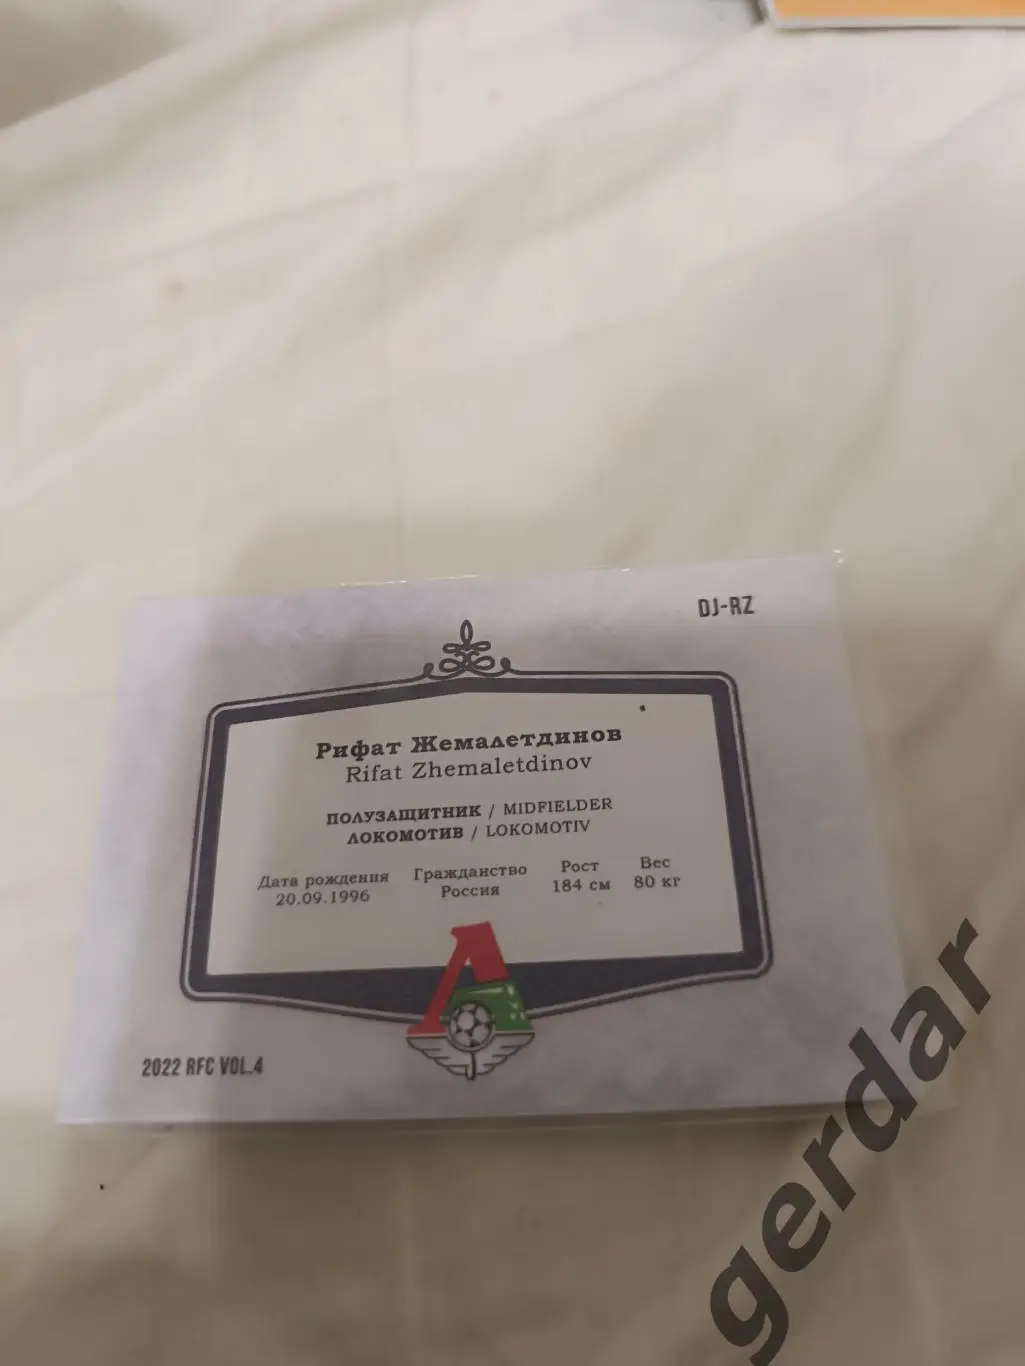 DJ-RZ
Рифат Жемалетдинов
Rifat Zhemaletdinov
ПОЛУЗАЩИТНИК / MIDFIELDER
ЛОКОМОТИВ / LOKOMOTIV
Дата рождения Гражданство Рост Вес
20.09.1996 Россия 184 см 80 кг
2022 RFC VOL.4
gerdar